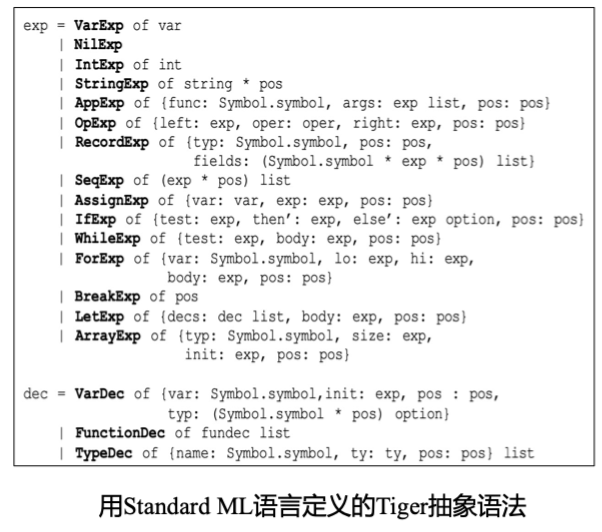 exp = VarExp of var
| NilExp
| IntExp of int
| StringExp of string * pos
| AppExp of {func: Symbol.symbol, args: exp list, pos: pos}
| OpExp of {left: exp, oper: oper, right: exp, pos: pos}
| RecordExp of {typ: Symbol.symbol, pos: pos,
fields: (Symbol.symbol * exp * pos) list}
| SeqExp of (exp * pos) list
| AssignExp of {var: var, exp: exp, pos: pos}
| IfExp of {test: exp, then’: exp, else’: exp option, pos: pos}
| WhileExp of {test: exp, body: exp, pos: pos}
| ForExp of {var: Symbol.symbol, lo: exp, hi: exp,
body: exp, pos: pos}
| BreakExp of pos
| LetExp of {decs: dec list, body: exp, pos: pos}
| ArrayExp of {typ: Symbol.symbol, size: exp,
init: exp, pos: pos}
dec = VarDec of {var: Symbol.symbol,init: exp, pos : pos,
typ: (Symbol.symbol * pos) option}
| FunctionDec of fundec list
| TypeDec of {name: Symbol.symbol, ty: ty, pos: pos} list
用Standard ML语言定义的Tiger抽象语法